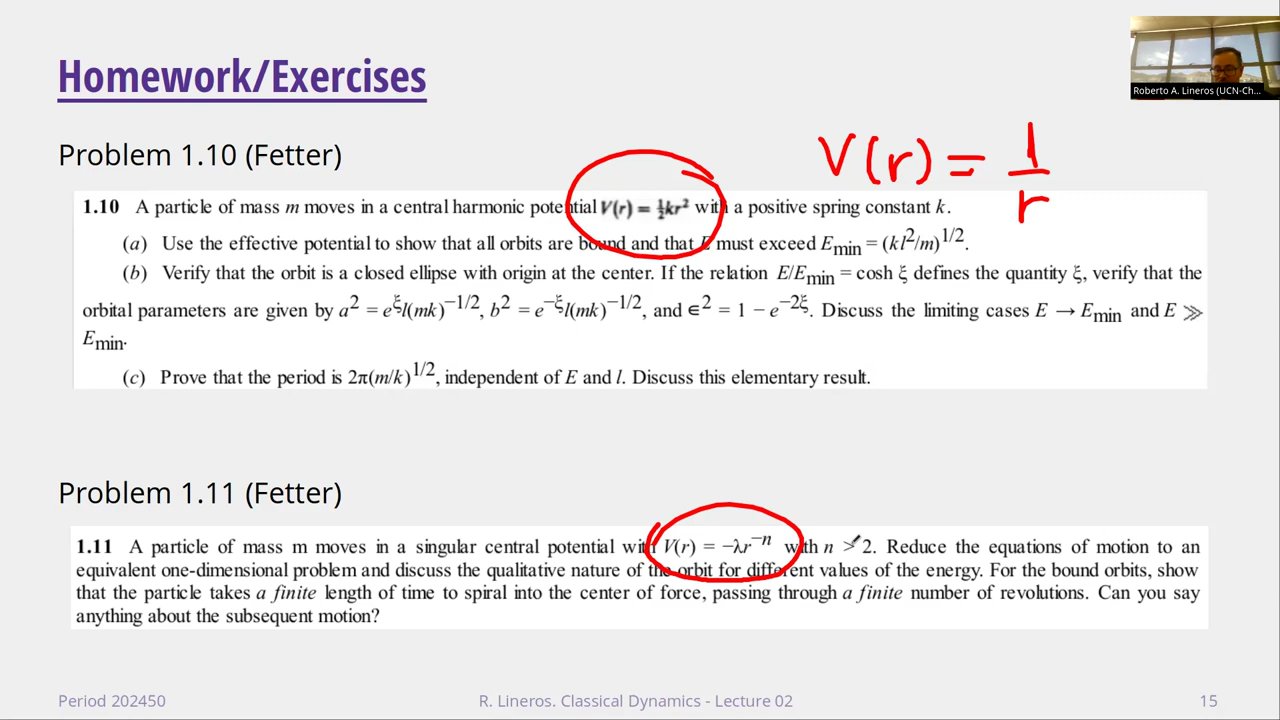 Homework/Exercises
Roberto A. Lineros (UCN-Ch...
Problem 1.10 (Fetter)
V(r) = 1/r
1.10 A particle of mass m moves in a central harmonic potential V(r) = ½kr² with a positive spring constant k.
(a) Use the effective potential to show that all orbits are bound and that E must exceed E_min = (kl²/m)^1/2.
(b) Verify that the orbit is a closed ellipse with origin at the center. If the relation E/E_min = cosh ξ defines the quantity ξ, verify that the
orbital parameters are given by a² = e^ξ l(mk)^−1/2, b² = e^−ξ l(mk)^−1/2, and ∈² = 1 − e^−2ξ. Discuss the limiting cases E → E_min and E ≫
E_min.
(c) Prove that the period is 2π(m/k)^1/2, independent of E and l. Discuss this elementary result.
Problem 1.11 (Fetter)
1.11 A particle of mass m moves in a singular central potential with V(r) = −λr^−n with n > 2. Reduce the equations of motion to an
equivalent one-dimensional problem and discuss the qualitative nature of the orbit for different values of the energy. For the bound orbits, show
that the particle takes a finite length of time to spiral into the center of force, passing through a finite number of revolutions. Can you say
anything about the subsequent motion?
Period 202450
R. Lineros. Classical Dynamics - Lecture 02
15